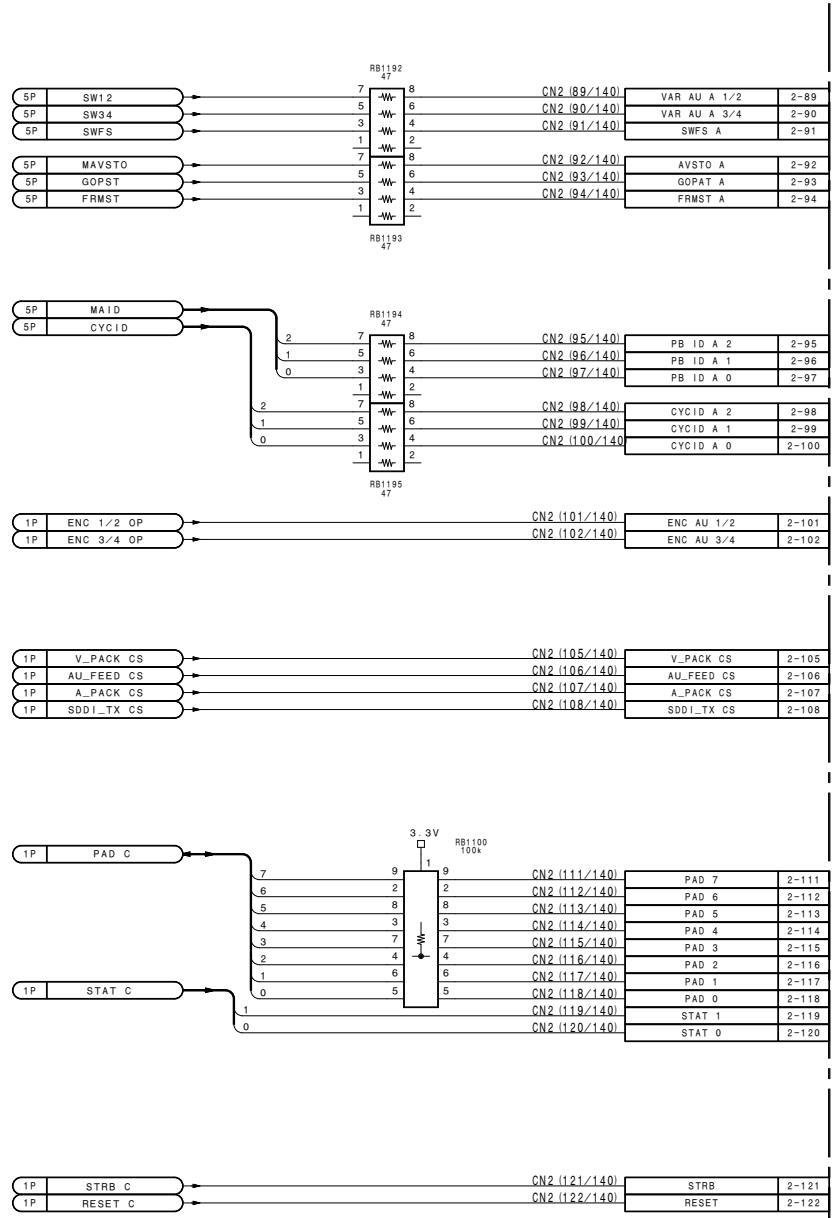 RB1192
47
5P SW12 7 8 CN2 (89/140) VAR AU A 1/2 2-89
5P SW34 5 6 CN2 (90/140) VAR AU A 3/4 2-90
5P SWFS 3 4 CN2 (91/140) SWFS A 2-91
1 2
5P MAVSTO 7 8 CN2 (92/140) AVSTO A 2-92
5P GOPST 5 6 CN2 (93/140) GOPAT A 2-93
5P FRMST 3 4 CN2 (94/140) FRMST A 2-94
1 2
RB1193
47
5P MAID
5P CYCID
RB1194
47
2 7 8 CN2 (95/140) PB ID A 2 2-95
1 5 6 CN2 (96/140) PB ID A 1 2-96
0 3 4 CN2 (97/140) PB ID A 0 2-97
1 2
2 7 8 CN2 (98/140) CYCID A 2 2-98
1 5 6 CN2 (99/140) CYCID A 1 2-99
0 3 4 CN2 (100/140 CYCID A 0 2-100
1 2
RB1195
47
1P ENC 1/2 OP CN2 (101/140) ENC AU 1/2 2-101
1P ENC 3/4 OP CN2 (102/140) ENC AU 3/4 2-102
1P V_PACK CS CN2 (105/140) V_PACK CS 2-105
1P AU_FEED CS CN2 (106/140) AU_FEED CS 2-106
1P A_PACK CS CN2 (107/140) A_PACK CS 2-107
1P SDDI_TX CS CN2 (108/140) SDDI_TX CS 2-108
3.3V
RB1100
100k
1P PAD C
1
7 9 9 CN2 (111/140) PAD 7 2-111
6 2 2 CN2 (112/140) PAD 6 2-112
5 8 8 CN2 (113/140) PAD 5 2-113
4 3 3 CN2 (114/140) PAD 4 2-114
3 7 7 CN2 (115/140) PAD 3 2-115
2 4 4 CN2 (116/140) PAD 2 2-116
1 6 6 CN2 (117/140) PAD 1 2-117
1P STAT C 0 5 5 CN2 (118/140) PAD 0 2-118
1 CN2 (119/140) STAT 1 2-119
0 CN2 (120/140) STAT 0 2-120
1P STRB C CN2 (121/140) STRB 2-121
1P RESET C CN2 (122/140) RESET 2-122